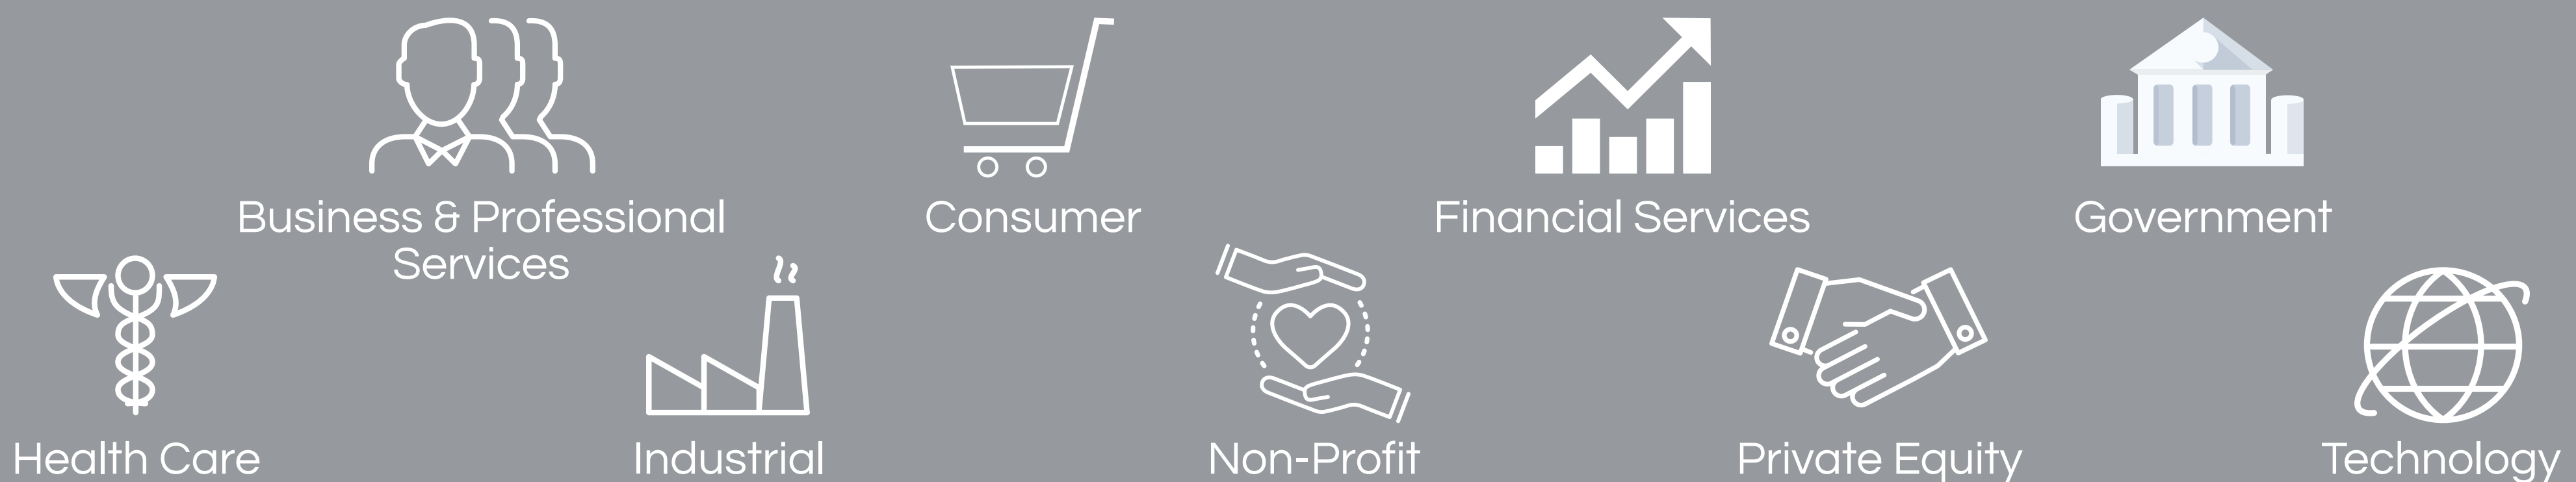 Business & Professional
Services
Consumer
Financial Services
Government
Health Care
Industrial
Non-Profit
Private Equity
Technology